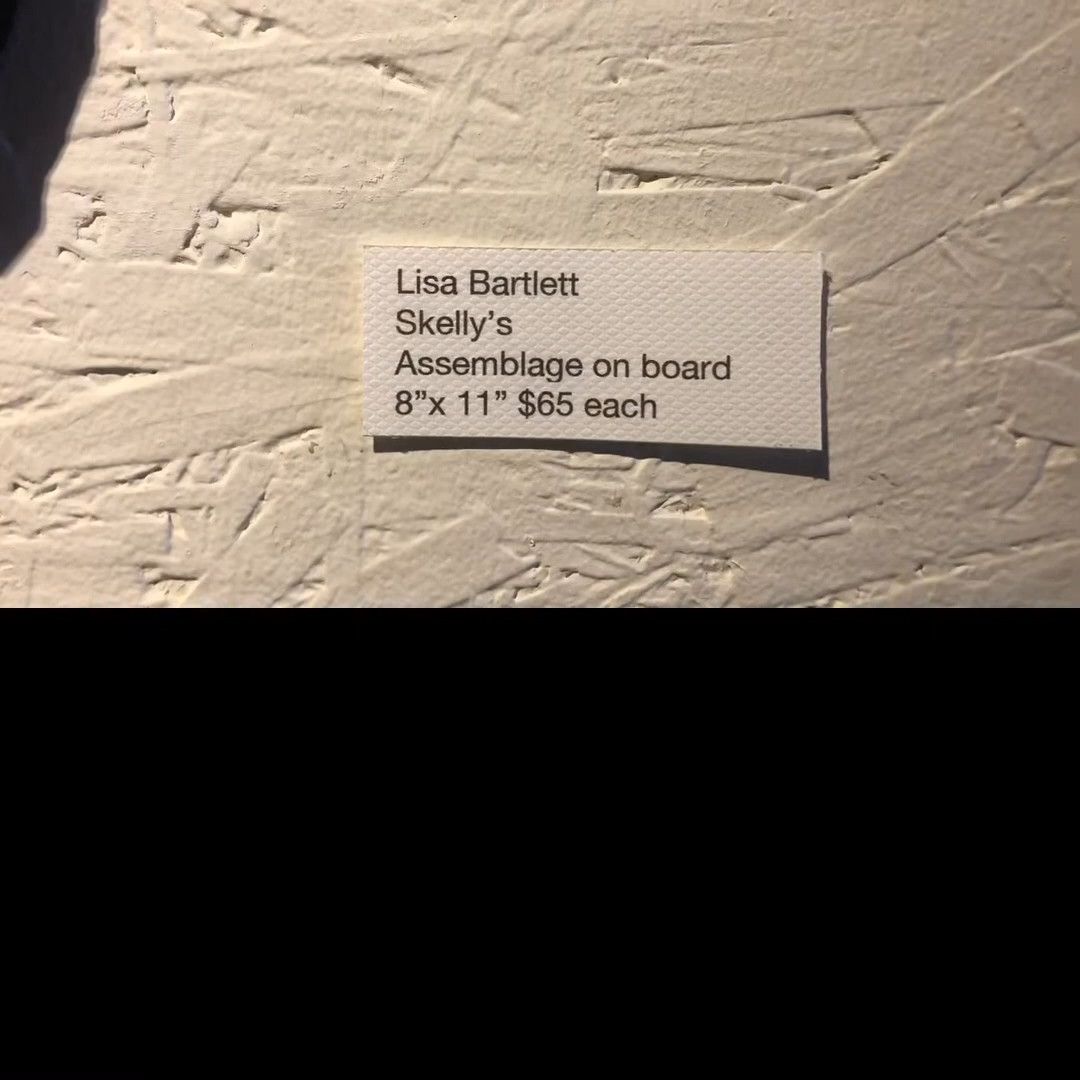 Lisa Bartlett
Skelly’s
Assemblage on board
8”x 11” $65 each